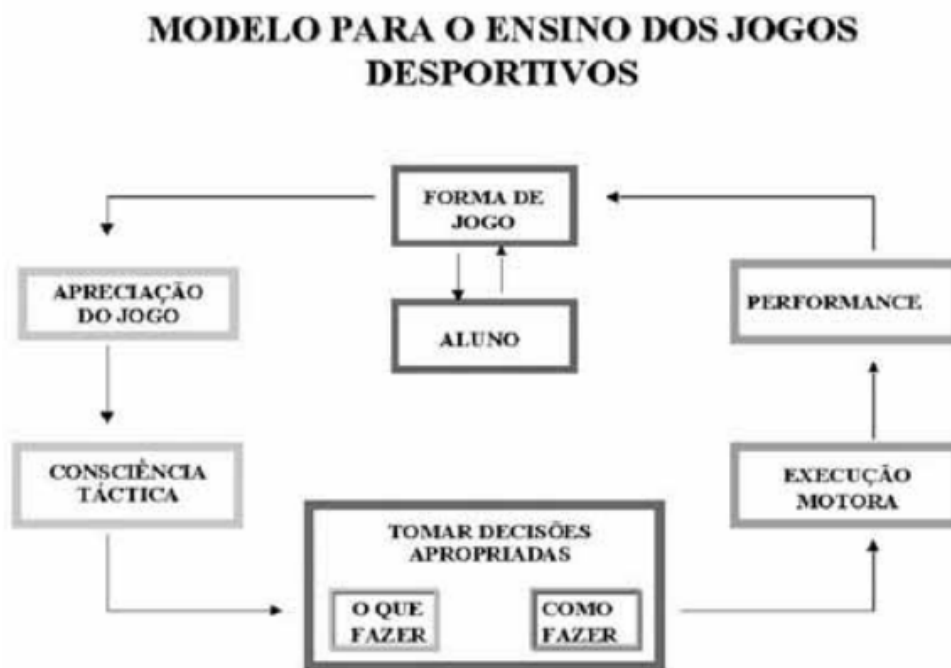 MODELO PARA O ENSINO DOS JOGOS
DESPORTIVOS
FORMA DE
JOGO
ALUNO
APRECIAÇÃO
DO JOGO
CONSCIÊNCIA
TÁCTICA
TOMAR DECISÕES
APROPRIADAS
O QUE
FAZER
COMO
FAZER
EXECUÇÃO
MOTORA
PERFORMANCE